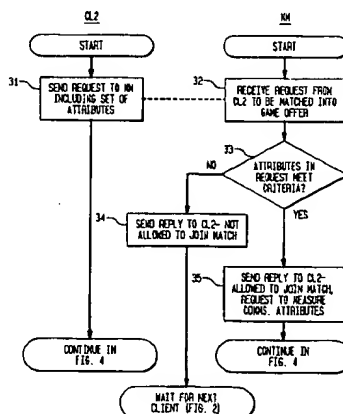 CL2
START
31
SEND REQUEST TO NM
INCLUDING SET OF
ATTRIBUTES
CONTINUE IN
FIG. 4
NM
START
32
RECEIVE REQUEST FROM
CL2 TO BE MATCHED INTO
GAME OFFER
33
ATTRIBUTES IN
REQUEST MEET
CRITERIA?
NO
YES
34
SEND REPLY TO CL2- NOT
ALLOWED TO JOIN MATCH
35
SEND REPLY TO CL2-
ALLOWED TO JOIN MATCH,
REQUEST TO MEASURE
COMMS. ATTRIBUTES
CONTINUE IN
FIG. 4
WAIT FOR NEXT
CLIENT (FIG. 2)